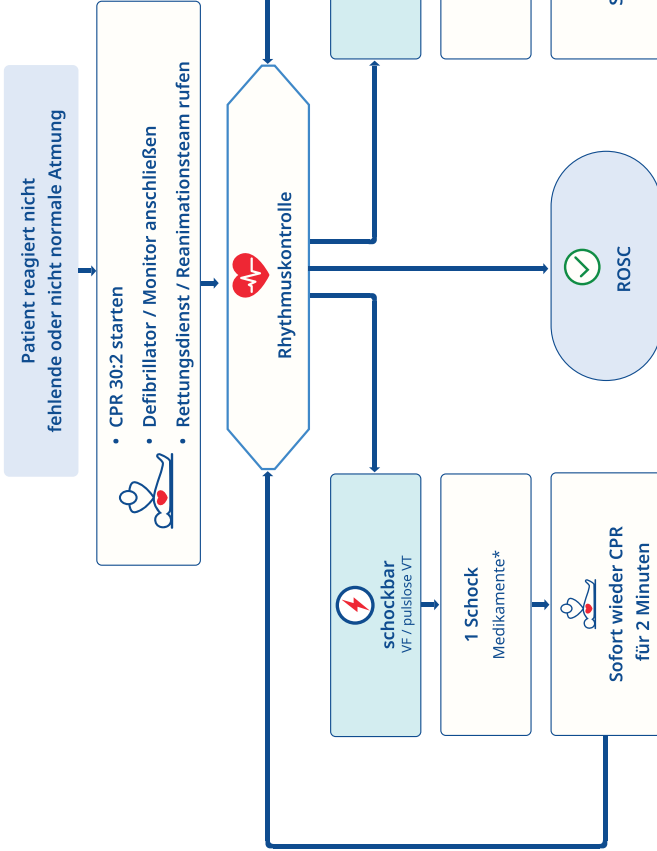 Patient reagiert nicht
fehlende oder nicht normale Atmung
• CPR 30:2 starten
• Defibrillator / Monitor anschließen
• Rettungsdienst / Reanimationsteam rufen
Rhythmuskontrolle
schockbar
VF / pulslose VT
1 Schock
Medikamente*
Sofort wieder CPR
für 2 Minuten
ROSC